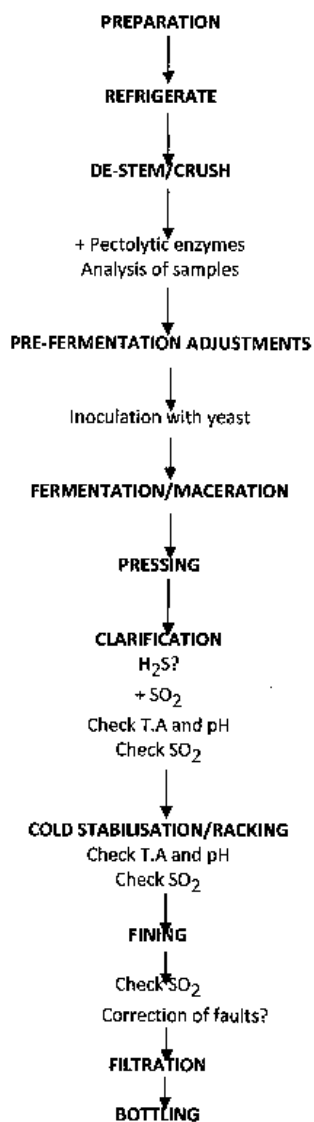 PREPARATION
REFRIGERATE
DE-STEM/CRUSH
+ Pectolytic enzymes
Analysis of samples
PRE-FERMENTATION ADJUSTMENTS
Inoculation with yeast
FERMENTATION/MACERATION
PRESSING
CLARIFICATION
H₂S?
+ SO₂
Check T.A and pH
Check SO₂
COLD STABILISATION/RACKING
Check T.A and pH
Check SO₂
FINING
Check SO₂
Correction of faults?
FILTRATION
BOTTLING